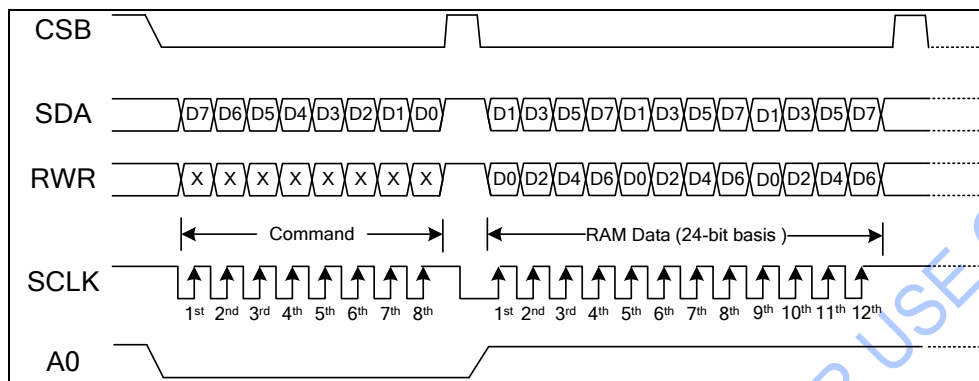 CSB
SDA D7 D6 D5 D4 D3 D2 D1 D0 D1 D3 D5 D7 D1 D3 D5 D7 D1 D3 D5 D7
RWR X X X X X X X X D0 D2 D4 D6 D0 D2 D4 D6 D0 D2 D4 D6
Command RAM Data (24-bit basis )
SCLK
1st 2nd 3rd 4th 5th 6th 7th 8th 1st 2nd 3rd 4th 5th 6th 7th 8th 9th 10th 11th 12th
A0
R USE